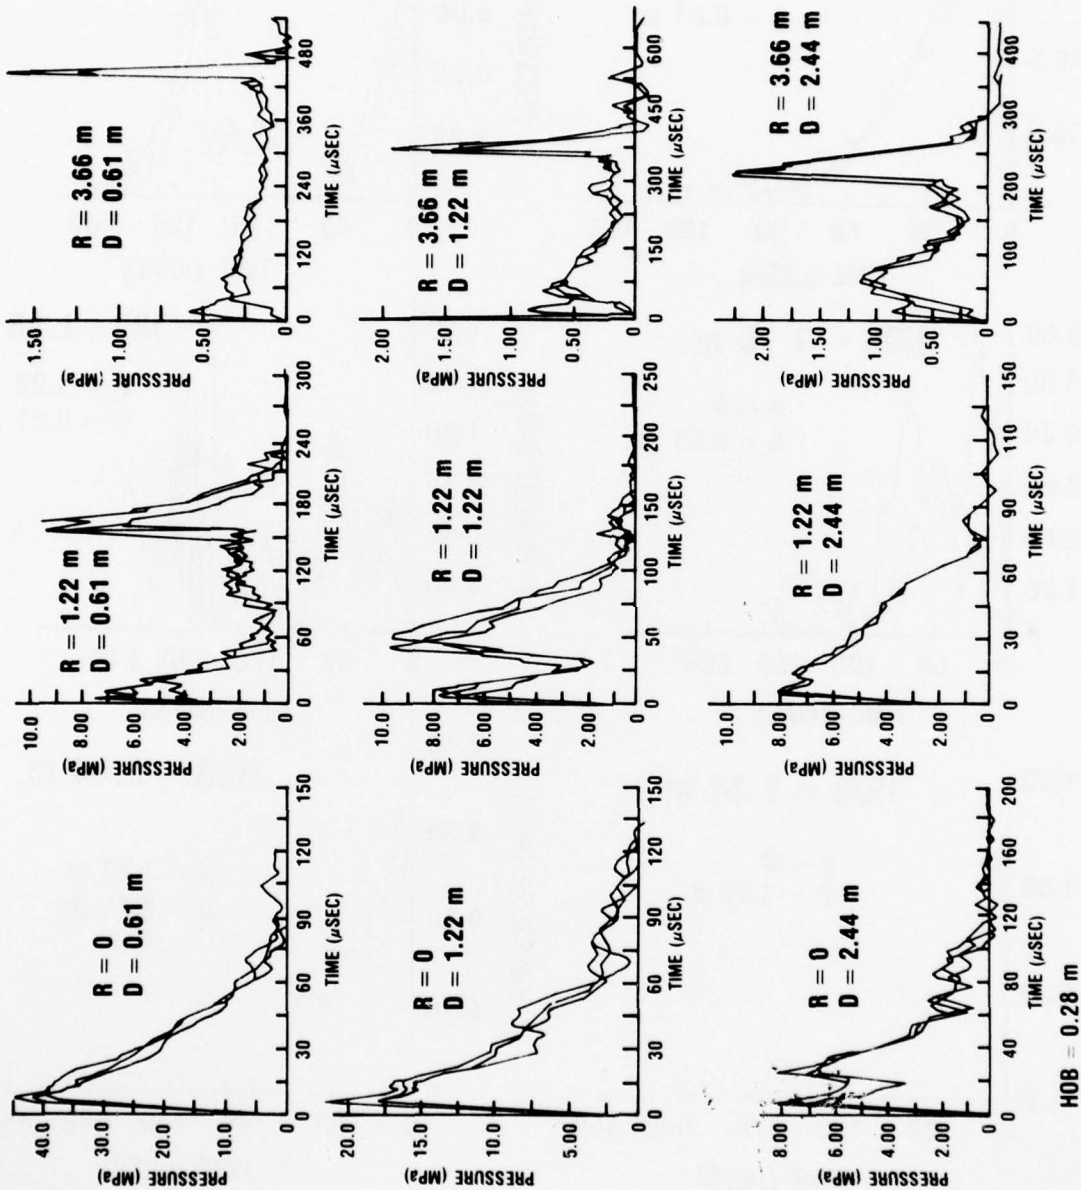 R = 0
D = 0.61 m
PRESSURE (MPa)
40.0
30.0
20.0
10.0
0
0 30 60 90 120 150
TIME (μSEC)
R = 1.22 m
D = 0.61 m
PRESSURE (MPa)
10.0
8.00
6.00
4.00
2.00
0
0 60 120 180 240 300
TIME (μSEC)
R = 3.66 m
D = 0.61 m
PRESSURE (MPa)
1.50
1.00
0.50
0
0 120 240 360 480
TIME (μSEC)
R = 0
D = 1.22 m
PRESSURE (MPa)
20.0
15.0
10.0
5.00
0
0 30 60 90 120 150
TIME (μSEC)
R = 1.22 m
D = 1.22 m
PRESSURE (MPa)
10.0
8.00
6.00
4.00
2.00
0
0 50 100 150 200 250
TIME (μSEC)
R = 3.66 m
D = 1.22 m
PRESSURE (MPa)
2.00
1.50
1.00
0.50
0
0 150 300 450 600
TIME (μSEC)
R = 0
D = 2.44 m
PRESSURE (MPa)
8.00
6.00
4.00
2.00
0
0 40 80 120 160 200
TIME (μSEC)
R = 1.22 m
D = 2.44 m
PRESSURE (MPa)
10.0
8.00
6.00
4.00
2.00
0
0 30 60 90 110 150
TIME (μSEC)
R = 3.66 m
D = 2.44 m
PRESSURE (MPa)
2.00
1.50
1.00
0.50
0
0 100 200 300 400
TIME (μSEC)
HOB = 0.28 m